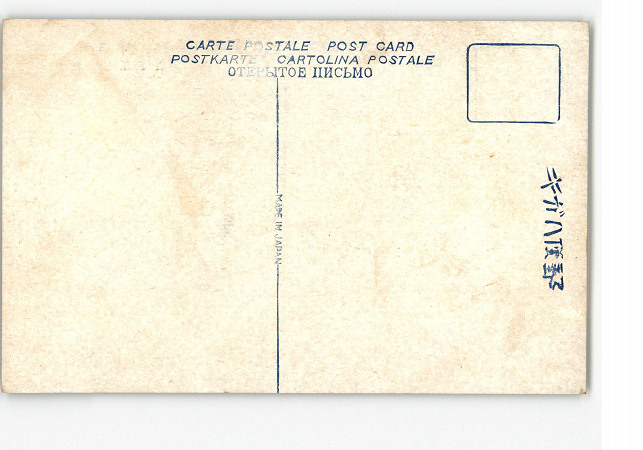 CARTE POSTALE POST CARD
POSTKARTE CARTOLINA POSTALE
ОТКРЫТОЕ ПИСЬМО
MADE IN JAPAN
郵便ハガキ